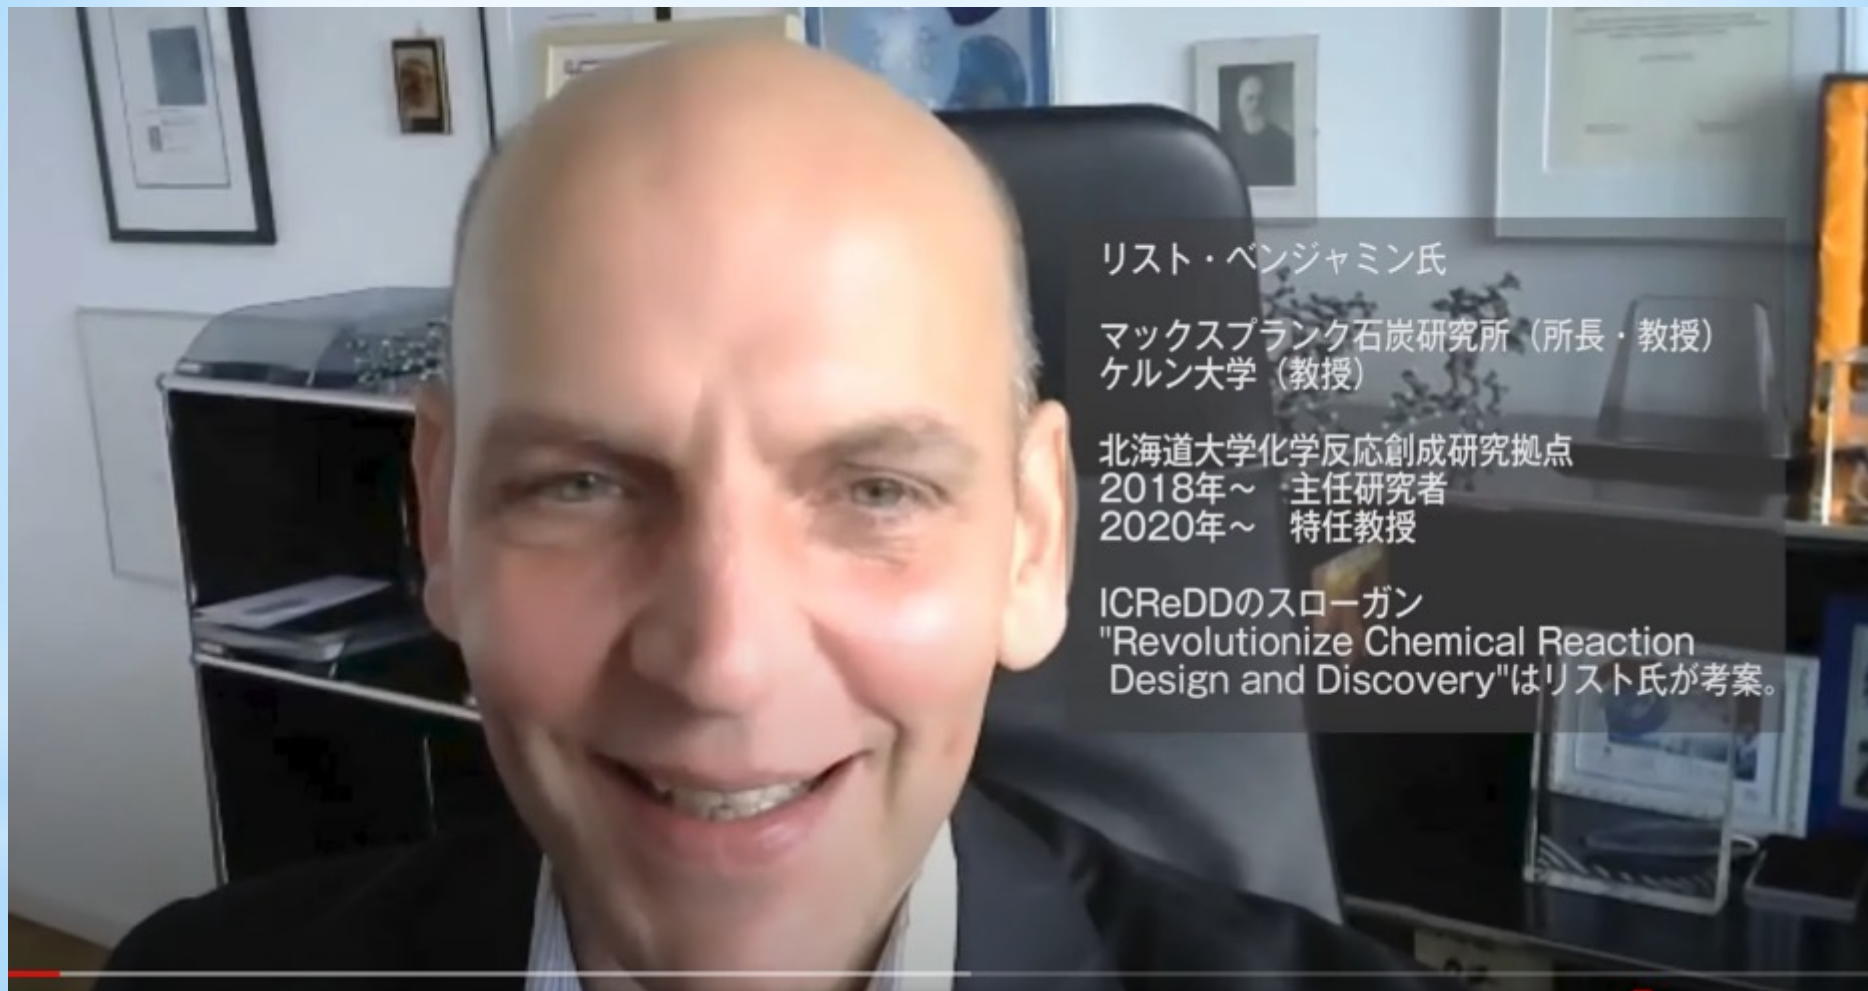 リスト・ベンジャミン氏
マックスプランク石炭研究所（所長・教授）
ケルン大学（教授）
北海道大学化学反応創成研究拠点
2018年～　主任研究者
2020年～　特任教授
ICReDDのスローガン
"Revolutionize Chemical Reaction
Design and Discovery"はリスト氏が考案。